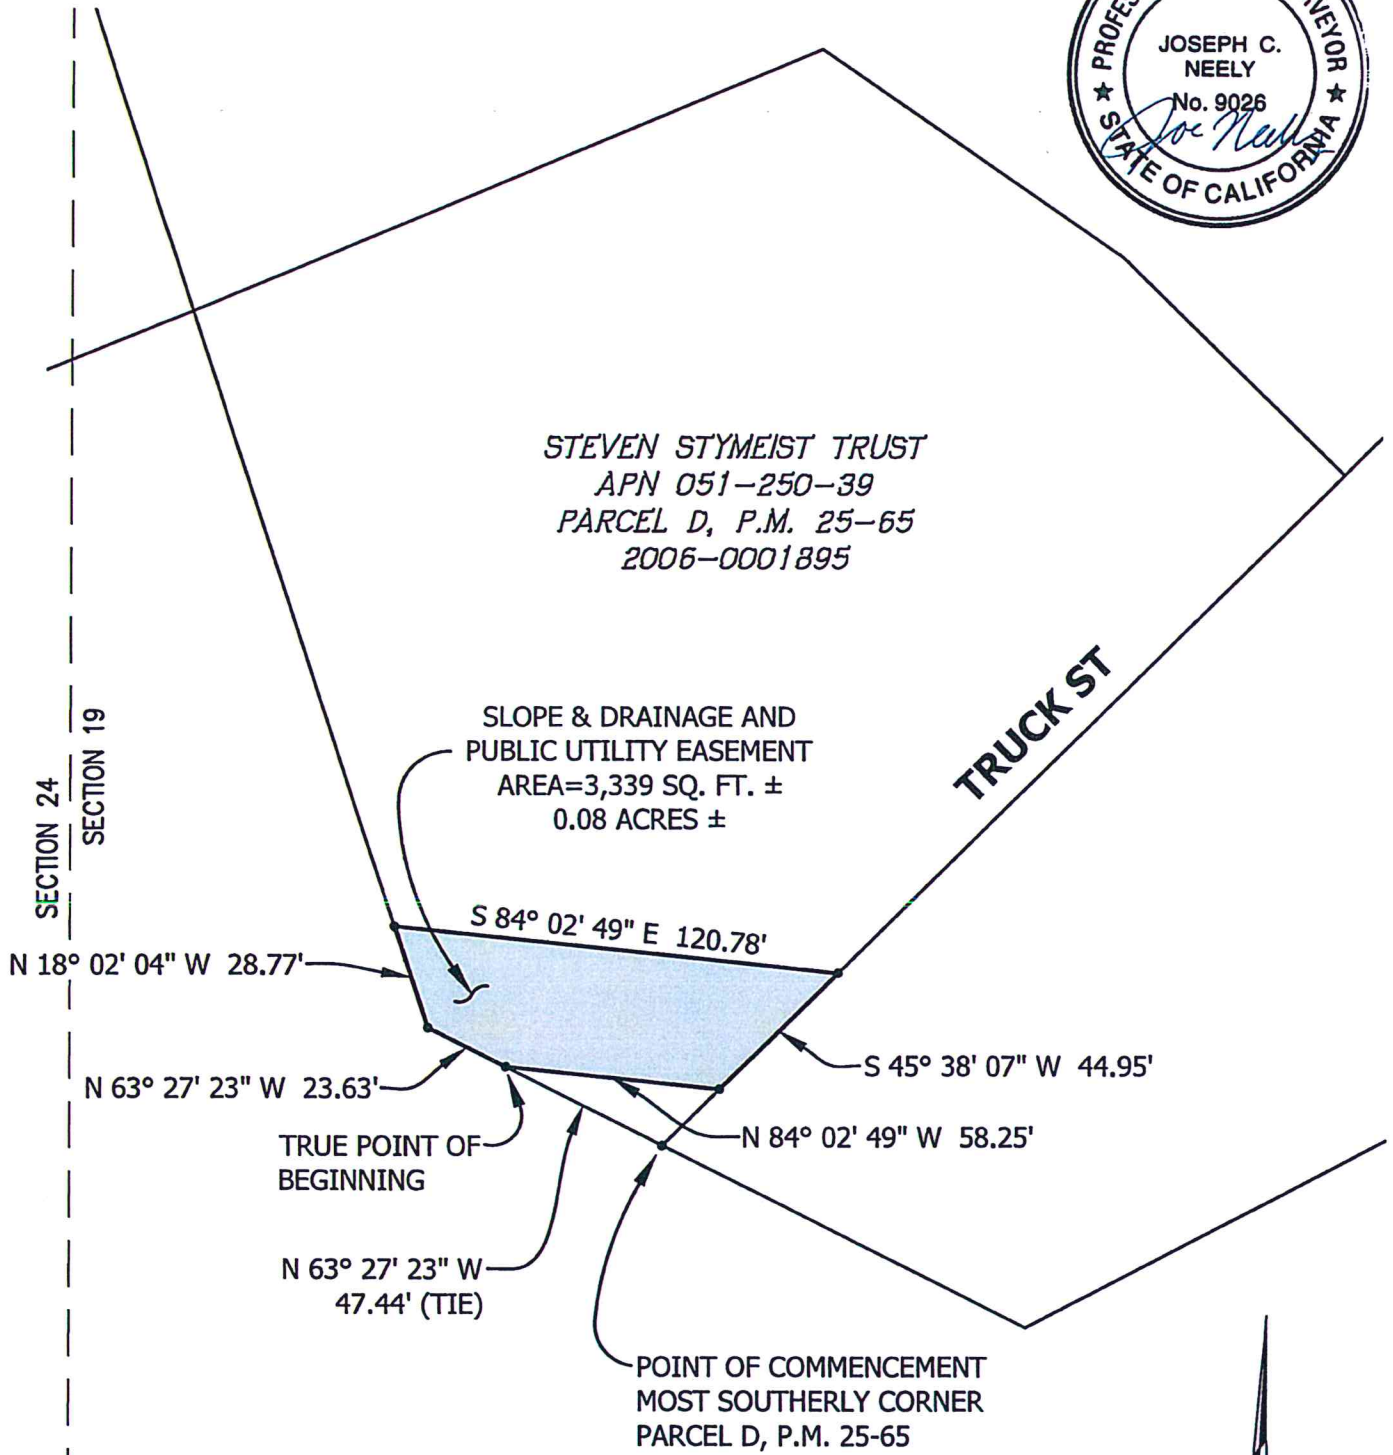 JOSEPH C.
NEELY
No. 9026
Joe Neely
STATE OF CALIFORNIA
STEVEN STYMEIST TRUST
APN 051-250-39
PARCEL D, P.M. 25-65
2006-0001895
TRUCK ST
SECTION 24
SECTION 19
SLOPE & DRAINAGE AND
PUBLIC UTILITY EASEMENT
AREA=3,339 SQ. FT. ±
0.08 ACRES ±
S 84° 02' 49" E 120.78'
N 18° 02' 04" W 28.77'
S 45° 38' 07" W 44.95'
N 63° 27' 23" W 23.63'
N 84° 02' 49" W 58.25'
TRUE POINT OF
BEGINNING
N 63° 27' 23" W
47.44' (TIE)
POINT OF COMMENCEMENT
MOST SOUTHERLY CORNER
PARCEL D, P.M. 25-65